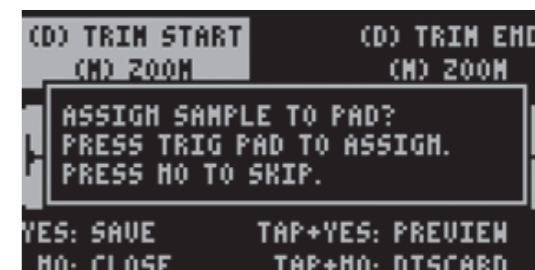 (D) TRIM START (D) TRIM END
(M) ZOOM (M) ZOOM
ASSIGN SAMPLE TO PAD?
PRESS TRIG PAD TO ASSIGN.
PRESS NO TO SKIP.
YES: SAVE TAP+YES: PREVIEW
NO: CLOSE TAP+NO: DISCARD